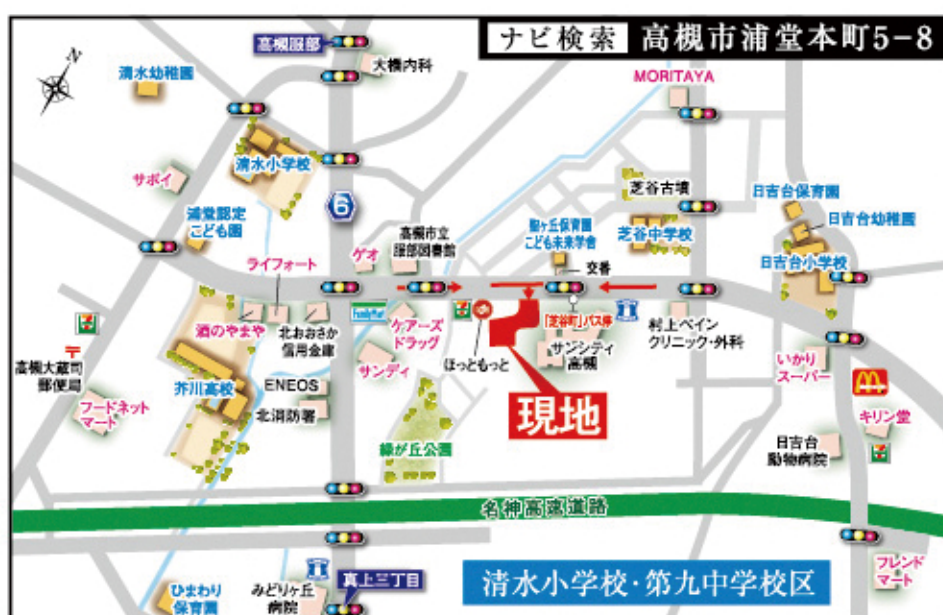 ナビ検索 高槻市浦堂本町5-8
高槻服部
大橋内科
清水幼稚園
MORITAYA
清水小学校
サボイ
芝谷古墳
日吉台保育園
浦堂認定
こども園
6
高槻市立
服部図書館
ゲオ
こども未来学舎
芝谷中学校
日吉台幼稚園
日吉台小学校
交番
ライフォート
酒のやまや
北おおさか
信用金庫
FamilyMart
ケアーズ
ドラッグ
ほっともっと
「芝谷町」バス停
サンシティ
高槻
村上ペイン
クリニック・外科
高槻大蔵司
郵便局
フードネット
マート
芥川高校
ENEOS
北消防署
サンディ
緑が丘公園
現地
いかり
スーパー
キリン堂
日吉台
動物病院
名神高速道路
フレンド
マート
ひまわり
保育園
みどりヶ丘
病院
真上三丁目
清水小学校・第九中学校区